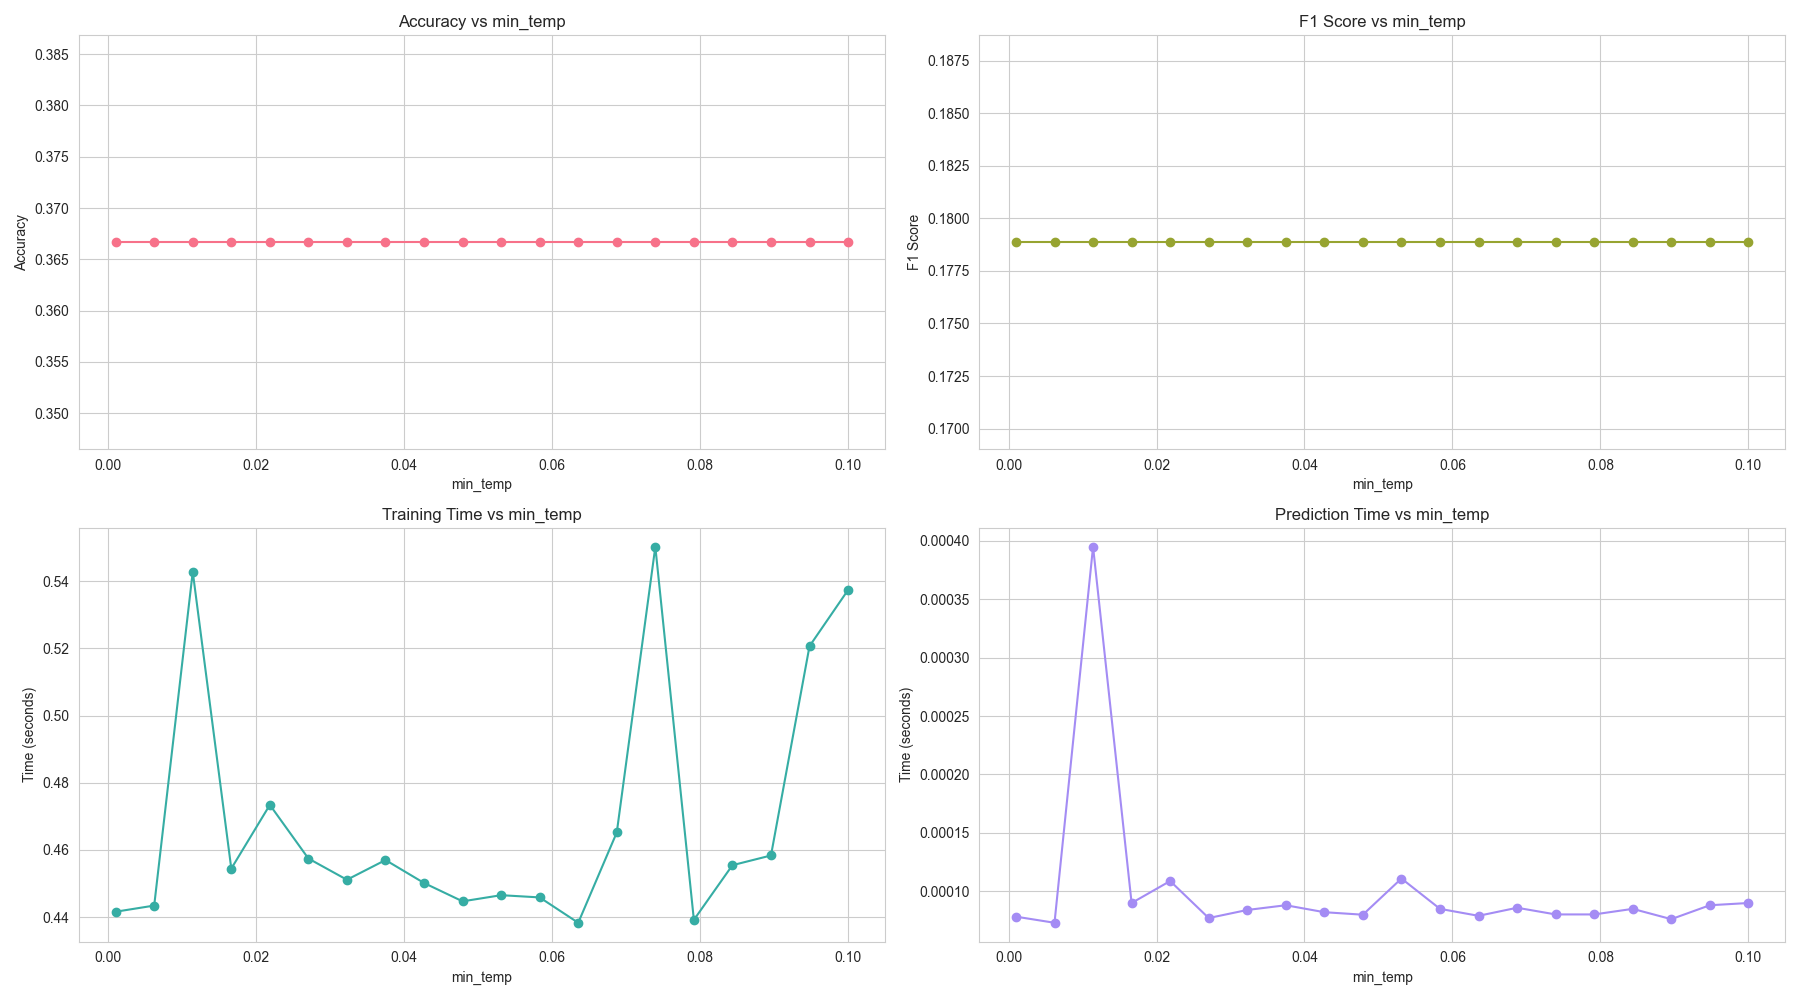 Accuracy vs min_temp
0.385
0.380
0.375
0.370
0.365
0.360
0.355
0.350
Accuracy
0.00 0.02 0.04 0.06 0.08 0.10
min_temp
F1 Score vs min_temp
0.1875
0.1850
0.1825
0.1800
0.1775
0.1750
0.1725
0.1700
F1 Score
0.00 0.02 0.04 0.06 0.08 0.10
min_temp
Training Time vs min_temp
0.54
0.52
0.50
0.48
0.46
0.44
Time (seconds)
0.00 0.02 0.04 0.06 0.08 0.10
min_temp
Prediction Time vs min_temp
0.00040
0.00035
0.00030
0.00025
0.00020
0.00015
0.00010
Time (seconds)
0.00 0.02 0.04 0.06 0.08 0.10
min_temp